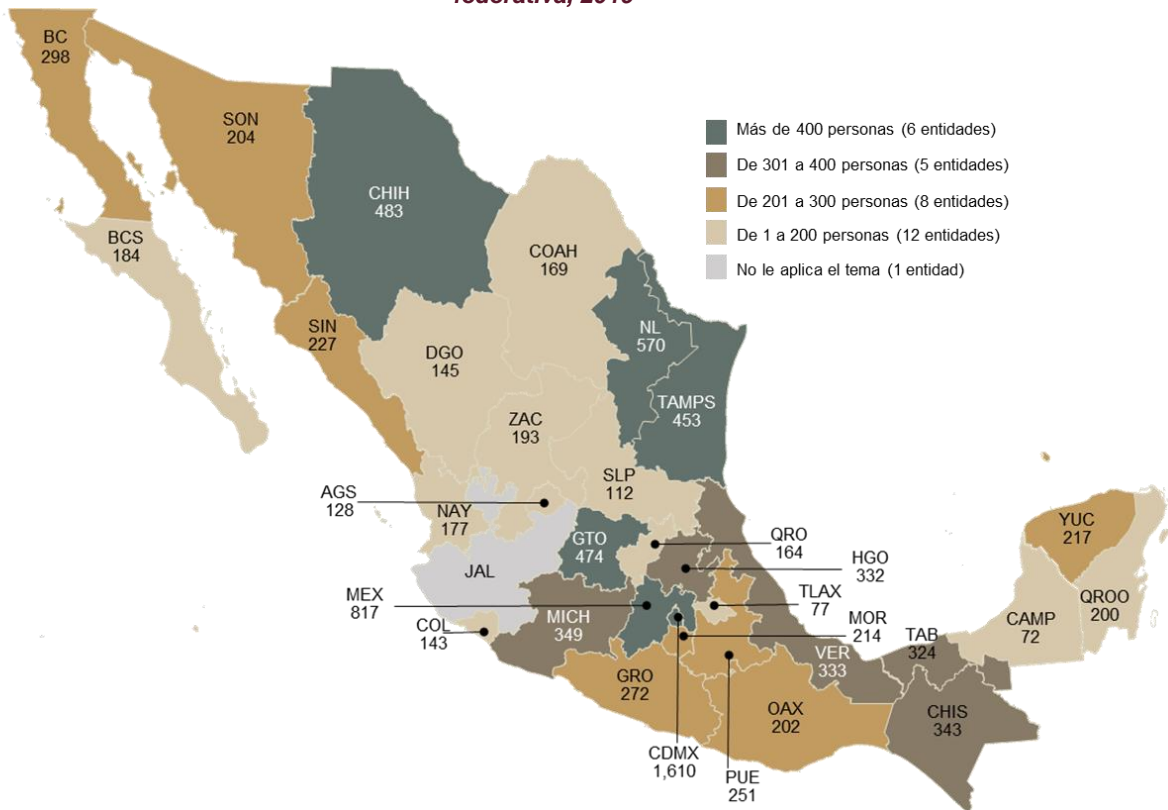 federativa, 2019
BC
298
SON
204
CHIH
483
Más de 400 personas (6 entidades)
De 301 a 400 personas (5 entidades)
De 201 a 300 personas (8 entidades)
De 1 a 200 personas (12 entidades)
No le aplica el tema (1 entidad)
BCS
184
COAH
169
SIN
227
DGO
145
NL
570
TAMPS
453
ZAC
193
SLP
112
AGS
128
NAY
177
GTO
474
QRO
164
HGO
332
YUC
217
JAL
MEX
817
TLAX
77
QROO
200
COL
143
MICH
349
MOR
214
CAMP
72
VER
333
TAB
324
GRO
272
OAX
202
CHIS
343
CDMX
1,610
PUE
251